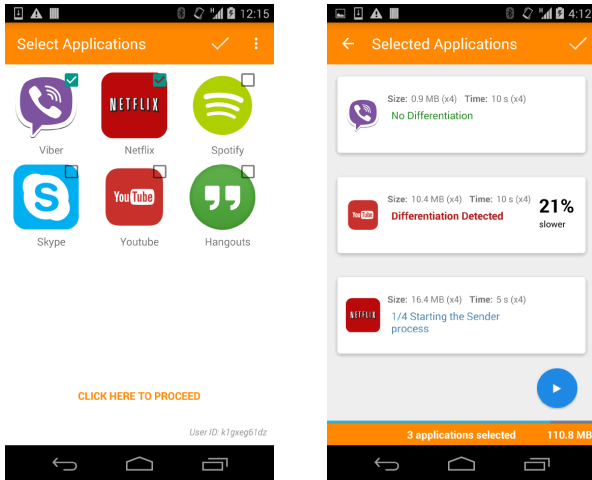 12:15
Select Applications
NETFLIX
Viber
Netflix
Spotify
You Tube
Skype
Youtube
Hangouts
CLICK HERE TO PROCEED
User ID: k1gxeg61dz
4:12
Selected Applications
Size: 0.9 MB (x4) Time: 10 s (x4)
No Differentiation
Size: 10.4 MB (x4) Time: 10 s (x4)
You Tube
Differentiation Detected
21%
slower
Size: 16.4 MB (x4) Time: 5 s (x4)
NETFLIX
1/4 Starting the Sender
process
3 applications selected 110.8 MB